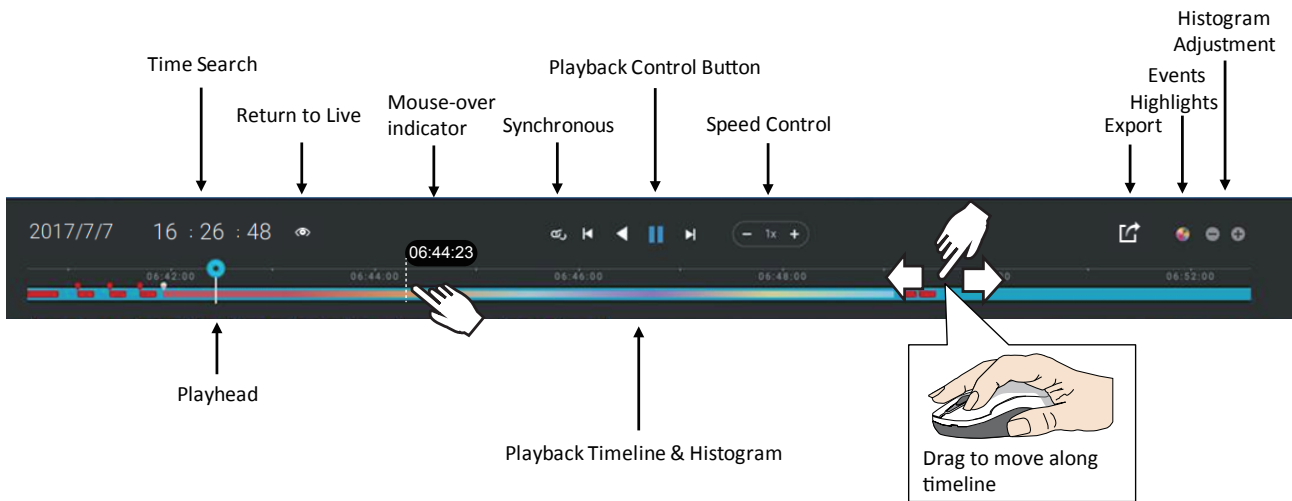 Histogram
Adjustment
Time Search
Playback Control Button
Events
Highlights
Return to Live
Mouse-over
indicator
Synchronous
Speed Control
Export
2017/7/7 16 : 26 : 48
1x
06:44:23
06:42:00 06:44:00 06:46:00 06:48:00 06:52:00
Playhead
Playback Timeline & Histogram
Drag to move along
timeline